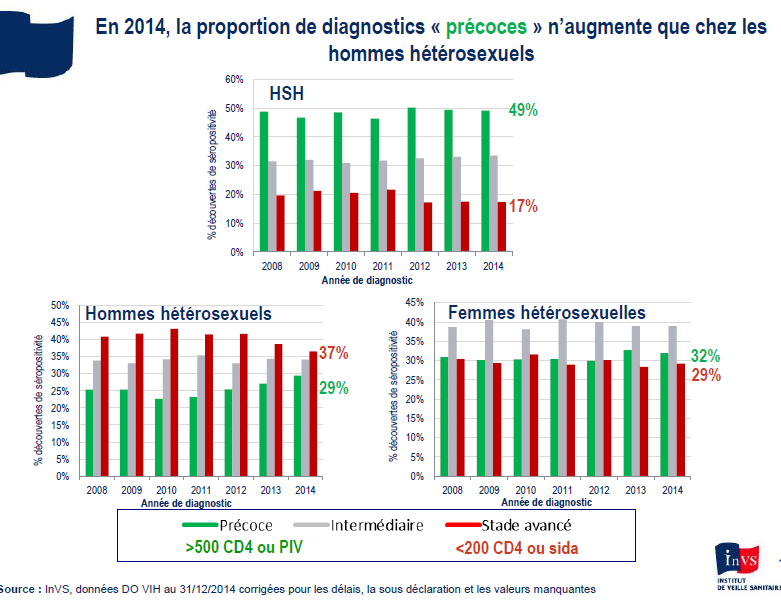 En 2014, la proportion de diagnostics « précoces » n’augmente que chez les
hommes hétérosexuels
HSH
% découvertes de séropositivité
60%
50%
40%
30%
20%
10%
0%
49%
17%
2008 2009 2010 2011 2012 2013 2014
Année de diagnostic
Hommes hétérosexuels
% découvertes de séropositivité
50%
45%
40%
35%
30%
25%
20%
15%
10%
5%
0%
37%
29%
2008 2009 2010 2011 2012 2013 2014
Année de diagnostic
Femmes hétérosexuelles
% découvertes de séropositivité
45%
40%
35%
30%
25%
20%
15%
10%
5%
0%
32%
29%
2008 2009 2010 2011 2012 2013 2014
Année de diagnostic
Précoce Intermédiaire Stade avancé
>500 CD4 ou PIV <200 CD4 ou sida
InVS
INSTITUT
DE VEILLE SANITAIRE
Source : InVS, données DO VIH au 31/12/2014 corrigées pour les délais, la sous déclaration et les valeurs manquantes